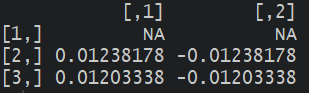 [,1] [,2]
[1,] NA NA
[2,] 0.01238178 -0.01238178
[3,] 0.01203338 -0.01203338